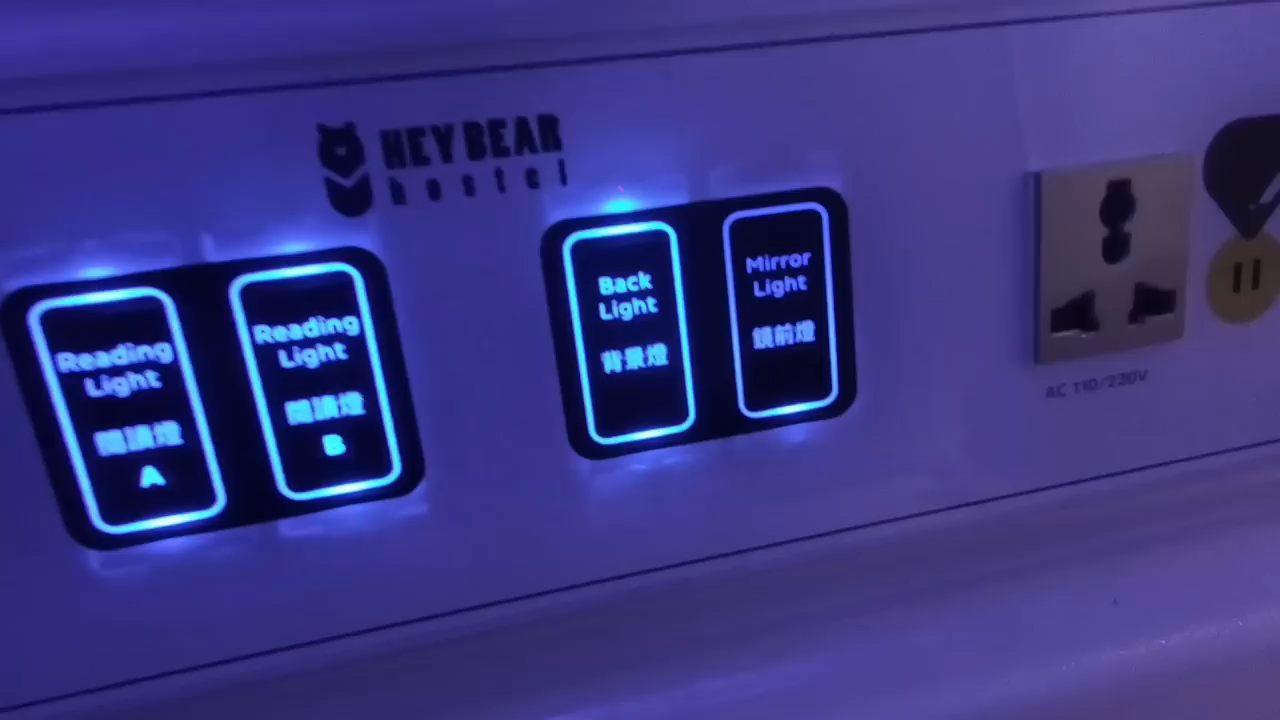 HEY BEAR
hostel
Reading
Light
閱讀燈
A
Reading
Light
閱讀燈
B
Back
Light
背景燈
Mirror
Light
鏡前燈
AC 110/220V